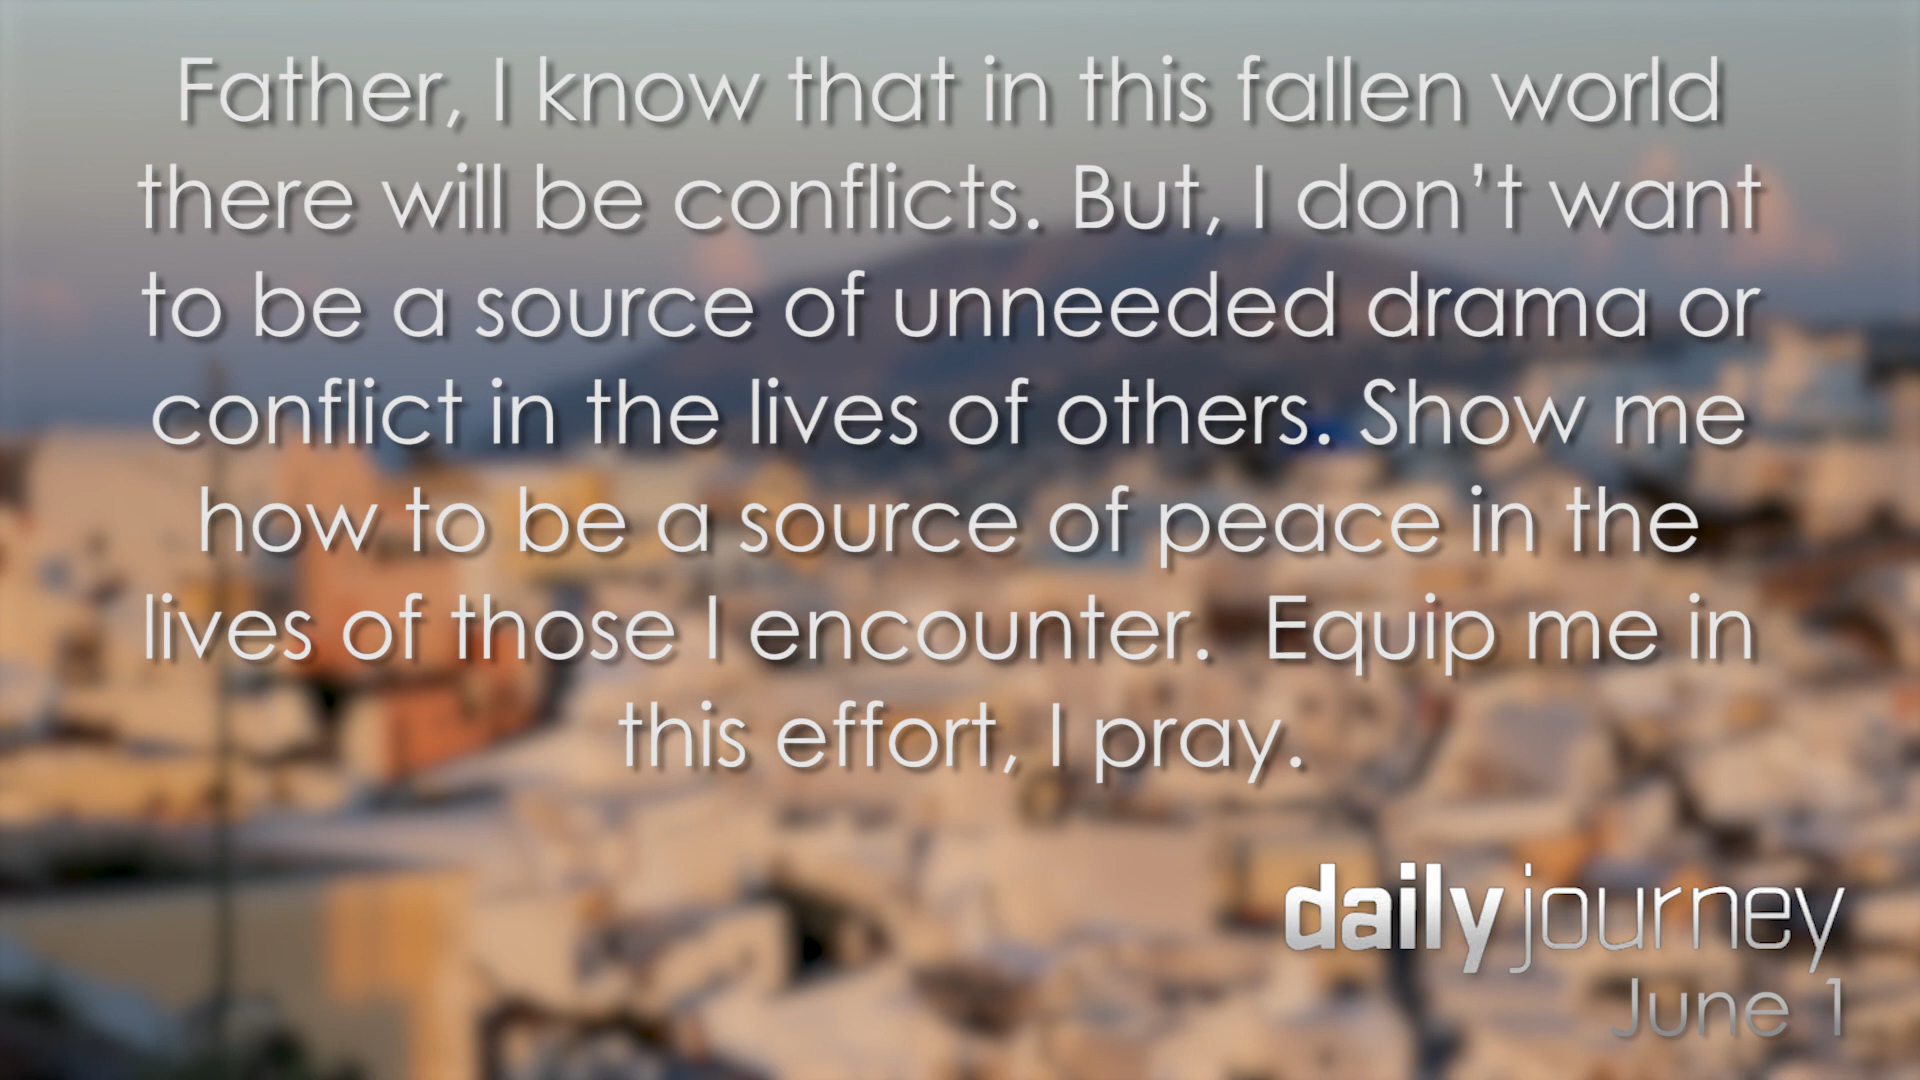 Father, I know that in this fallen world
there will be conflicts. But, I don’t want
to be a source of unneeded drama or
conflict in the lives of others. Show me
how to be a source of peace in the
lives of those I encounter.  Equip me in
this effort, I pray.
dailyjourney
June 1